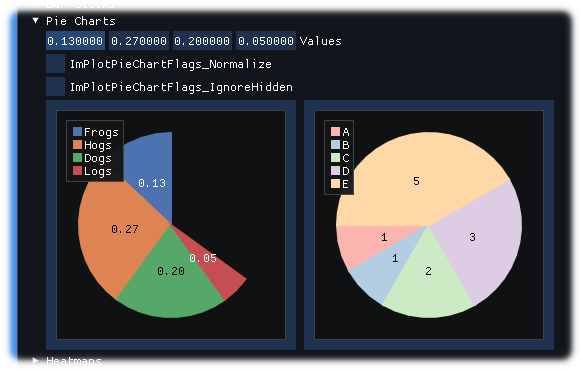 Pie Charts
0.130000 0.270000 0.200000 0.050000 Values
ImPlotPieChartFlags_Normalize
ImPlotPieChartFlags_IgnoreHidden
Frogs
Hogs
Dogs
Logs
0.13
0.27
0.05
0.20
A
B
C
D
E
5
1
3
1
2
Heatmaps